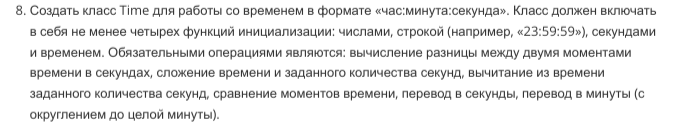 8. Создать класс Time для работы со временем в формате «час:минута:секунда». Класс должен включать
в себя не менее четырех функций инициализации: числами, строкой (например, «23:59:59»), секундами
и временем. Обязательными операциями являются: вычисление разницы между двумя моментами
времени в секундах, сложение времени и заданного количества секунд, вычитание из времени
заданного количества секунд, сравнение моментов времени, перевод в секунды, перевод в минуты (с
округлением до целой минуты).